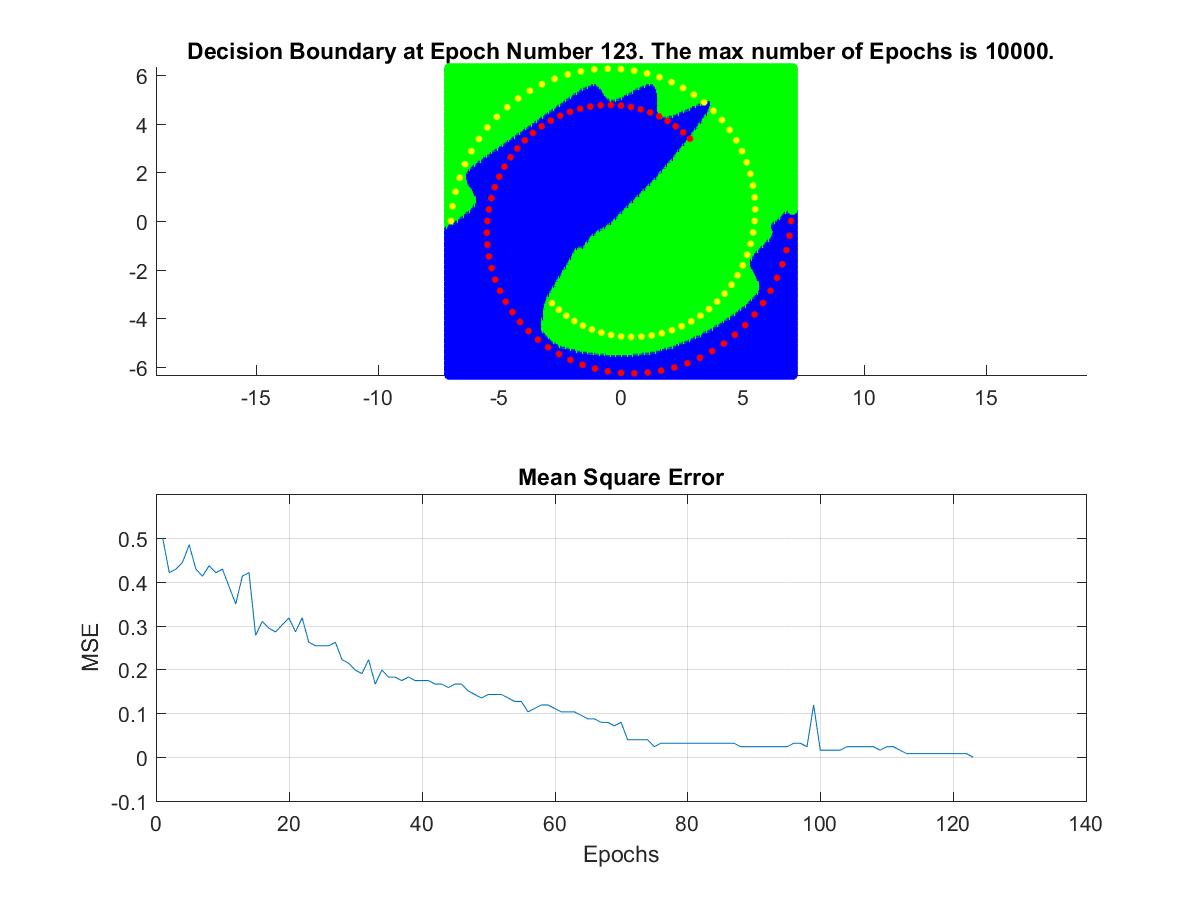 Decision Boundary at Epoch Number 123. The max number of Epochs is 10000.
6
4
2
0
-2
-4
-6
-15 -10 -5 0 5 10 15
Mean Square Error
0.5
0.4
0.3
0.2
0.1
0
-0.1
MSE
0 20 40 60 80 100 120 140
Epochs